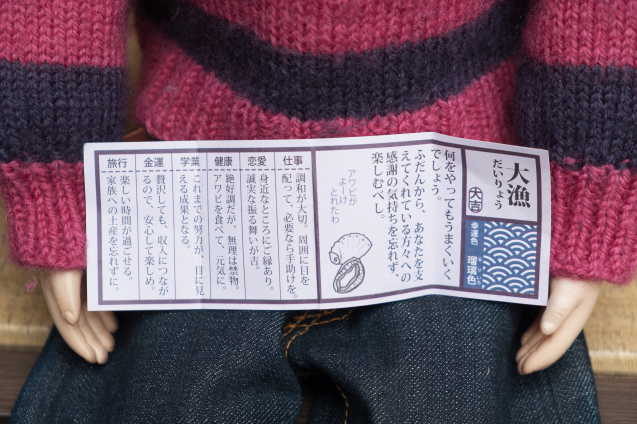 大漁
だいりょう
大吉
幸運色
瑠璃色
るりいろ
何をやってもうまくいく
でしょう。
ふだんから、あなたを支
えてくれている方々への
感謝の気持ちを忘れず、
楽しむべし。
アワビが
よーけ
とれたわ
仕事
調和が大切。周囲に目を
配って、必要なら手助けを。
恋愛
身近なところにご縁あり。
誠実な振る舞いが吉。
健康
絶好調だが、無理は禁物。
アワビを食べて、元気に。
学業
これまでの努力が、目に見
える成果となる。
金運
贅沢しても、収入につなが
るので、安心して楽しめ。
旅行
楽しい時間が過ごせる。
家族への土産を忘れずに。